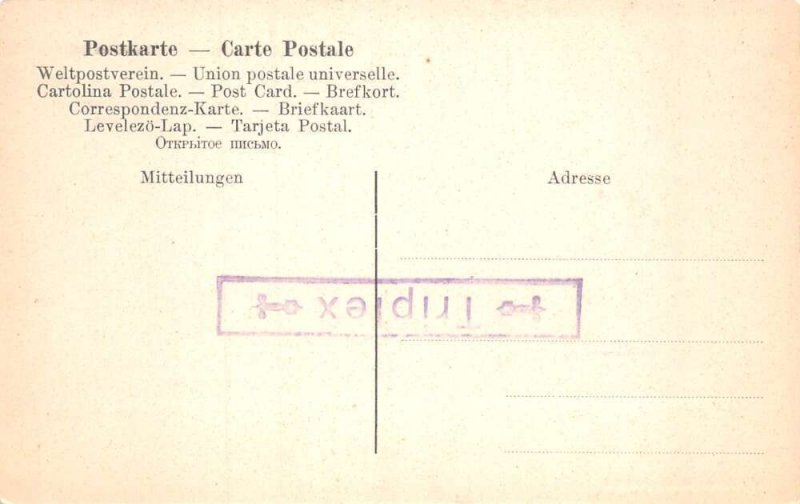 Postkarte — Carte Postale
Weltpostverein. — Union postale universelle.
Cartolina Postale. — Post Card. — Brefkort.
Correspondenz-Karte. — Briefkaart.
Levelező-Lap. — Tarjeta Postal.
Открытое письмо.
Mitteilungen
Adresse
Triplex